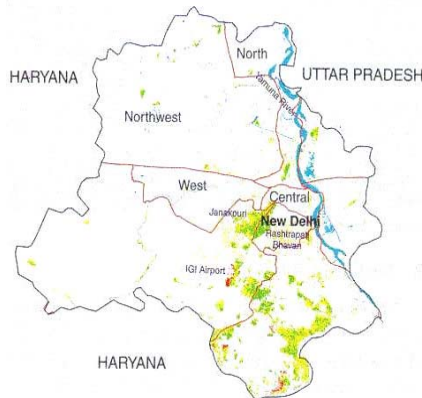 North
HARYANA
UTTAR PRADESH
Yamuna River
Northwest
West
Central
Janakpuri
New Delhi
Rashtrapati
Bhavan
IGI Airport
HARYANA